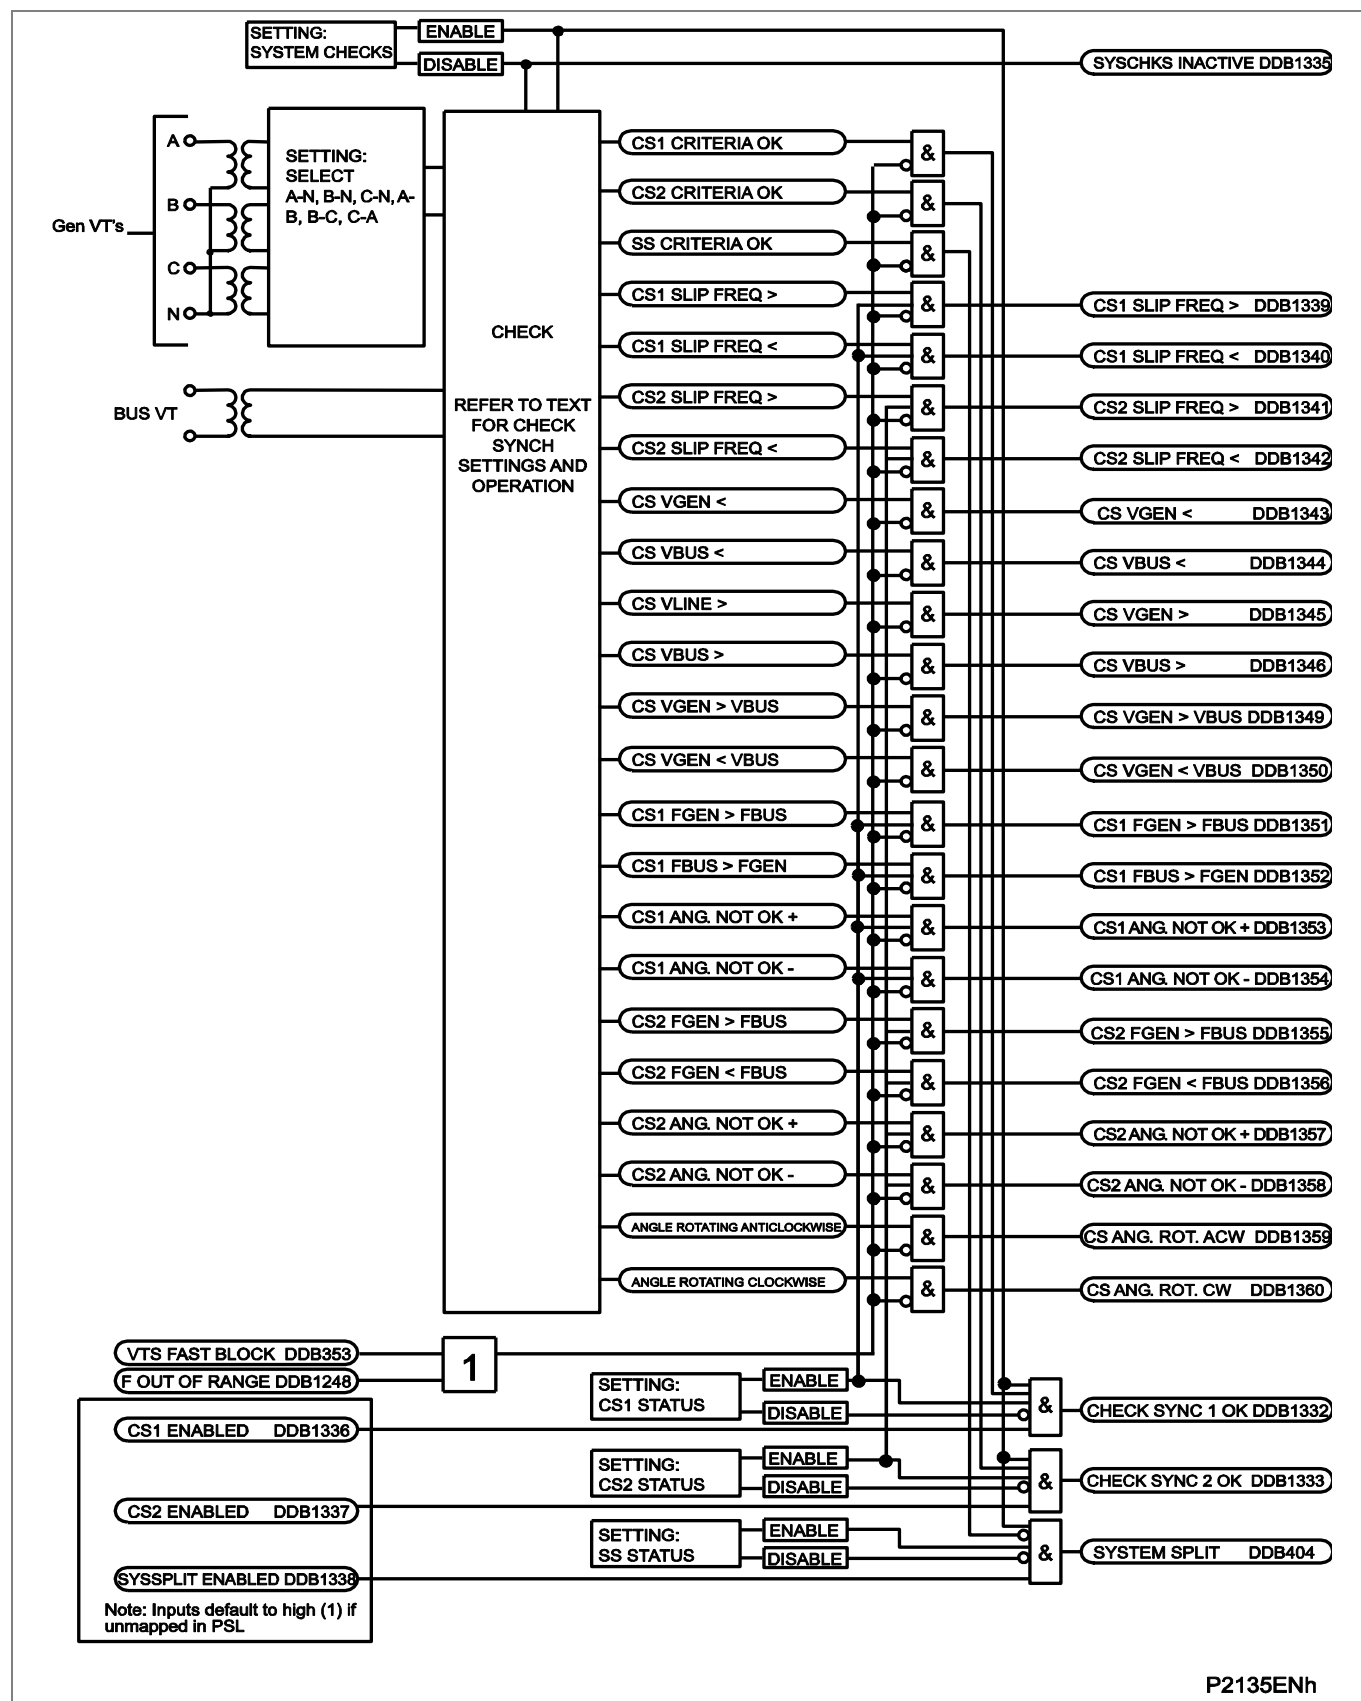 SETTING:
SYSTEM CHECKS
ENABLE
DISABLE
SYSCHKS INACTIVE DDB1335
Gen VT's
A
B
C
N
SETTING:
SELECT
A-N, B-N, C-N, A-
B, B-C, C-A
BUS VT
CHECK
REFER TO TEXT
FOR CHECK
SYNCH
SETTINGS AND
OPERATION
CS1 CRITERIA OK
&
CS2 CRITERIA OK
&
SS CRITERIA OK
&
CS1 SLIP FREQ >
&
CS1 SLIP FREQ > DDB1339
CS1 SLIP FREQ <
&
CS1 SLIP FREQ < DDB1340
CS2 SLIP FREQ >
&
CS2 SLIP FREQ > DDB1341
CS2 SLIP FREQ <
&
CS2 SLIP FREQ < DDB1342
CS VGEN <
&
CS VGEN < DDB1343
CS VBUS <
&
CS VBUS < DDB1344
CS VLINE >
&
CS VGEN > DDB1345
CS VBUS >
&
CS VBUS > DDB1346
CS VGEN > VBUS
&
CS VGEN > VBUS DDB1349
CS VGEN < VBUS
&
CS VGEN < VBUS DDB1350
CS1 FGEN > FBUS
&
CS1 FGEN > FBUS DDB1351
CS1 FBUS > FGEN
&
CS1 FBUS > FGEN DDB1352
CS1 ANG. NOT OK +
&
CS1 ANG. NOT OK + DDB1353
CS1 ANG. NOT OK -
&
CS1 ANG. NOT OK - DDB1354
CS2 FGEN > FBUS
&
CS2 FGEN > FBUS DDB1355
CS2 FGEN < FBUS
&
CS2 FGEN < FBUS DDB1356
CS2 ANG. NOT OK +
&
CS2 ANG. NOT OK + DDB1357
CS2 ANG. NOT OK -
&
CS2 ANG. NOT OK - DDB1358
ANGLE ROTATING ANTICLOCKWISE
&
CS ANG. ROT. ACW DDB1359
ANGLE ROTATING CLOCKWISE
&
CS ANG. ROT. CW DDB1360
VTS FAST BLOCK DDB353
F OUT OF RANGE DDB1248
1
SETTING:
CS1 STATUS
ENABLE
DISABLE
CS1 ENABLED DDB1336
&
CHECK SYNC 1 OK DDB1332
SETTING:
CS2 STATUS
ENABLE
DISABLE
CS2 ENABLED DDB1337
&
CHECK SYNC 2 OK DDB1333
SETTING:
SS STATUS
ENABLE
DISABLE
SYSSPLIT ENABLED DDB1338
&
SYSTEM SPLIT DDB404
Note: Inputs default to high (1) if
unmapped in PSL
P2135ENh